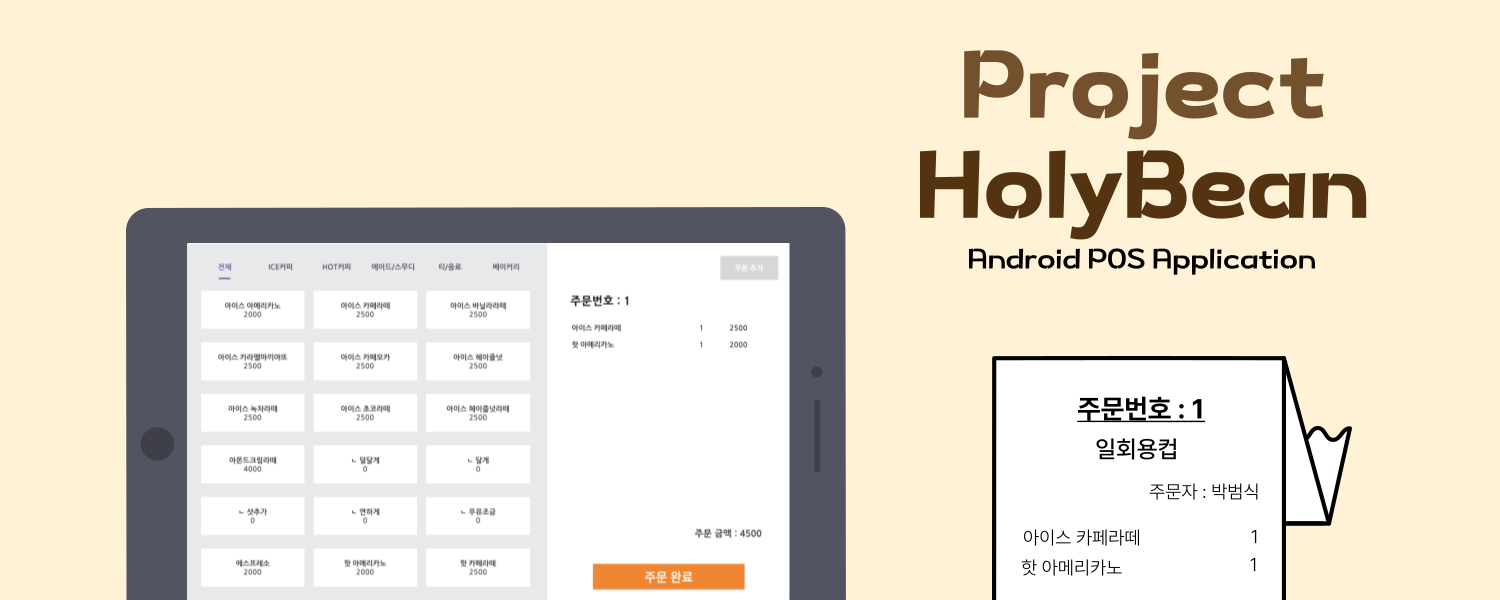 Project
HolyBean
Android POS Application
전체 ICE커피 HOT커피 에이드/스무디 티/음료 베이커리
아이스 아메리카노 아이스 카페라떼 아이스 바닐라라떼
2000 2500 2500
아이스 카라멜마끼야또 아이스 카페모카 아이스 헤이즐넛
2500 2500 2500
아이스 녹차라떼 아이스 초코라떼 아이스 헤이즐넛라떼
2500 2500 2500
아몬드크림라떼 ㄴ 덜달게 ㄴ 달게
4000 0 0
ㄴ 샷추가 ㄴ 연하게 ㄴ 우유조금
0 0 0
에스프레소 핫 아메리카노 핫 카페라떼
2000 2000 2500
쿠폰 추가
주문번호 : 1
아이스 카페라떼 1 2500
핫 아메리카노 1 2000
주문 금액 : 4500
주문 완료
주문번호 : 1
일회용컵
주문자 : 박범식
아이스 카페라떼 1
핫 아메리카노 1